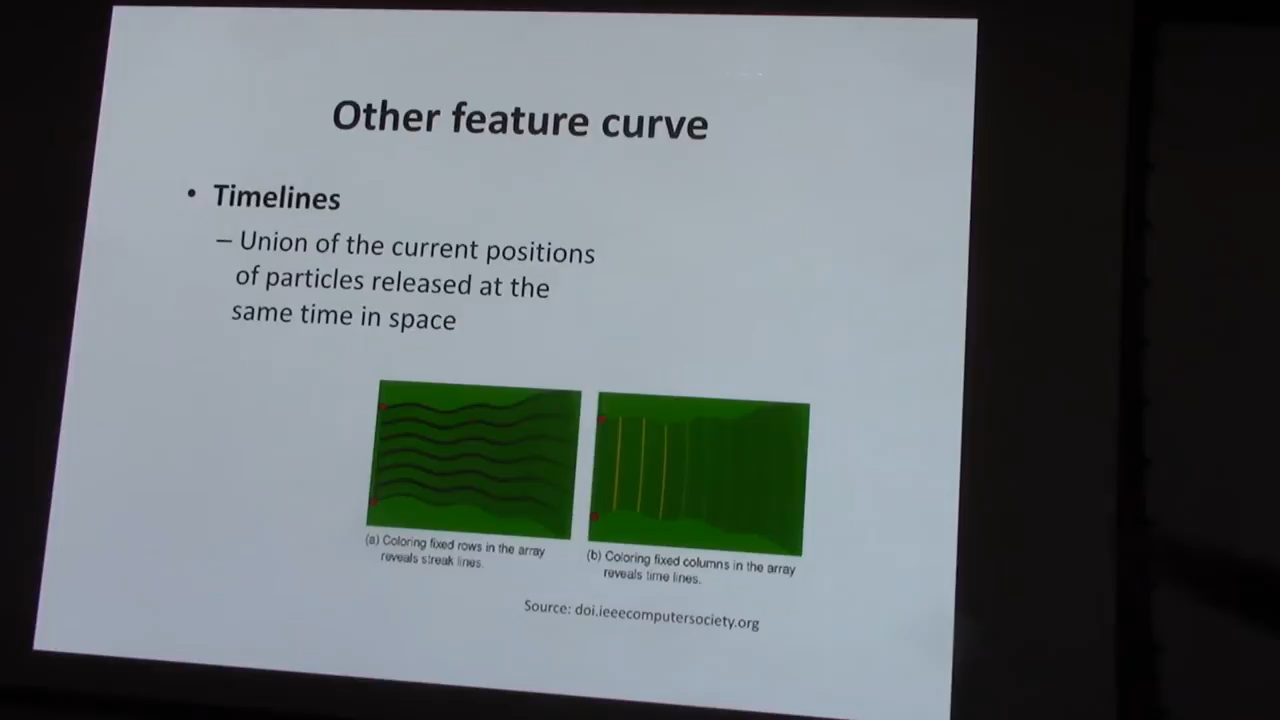 Other feature curve
• Timelines
– Union of the current positions
of particles released at the
same time in space
(a) Coloring fixed rows in the array
reveals streak lines.
(b) Coloring fixed columns in the array
reveals time lines.
Source: doi.ieeecomputersociety.org